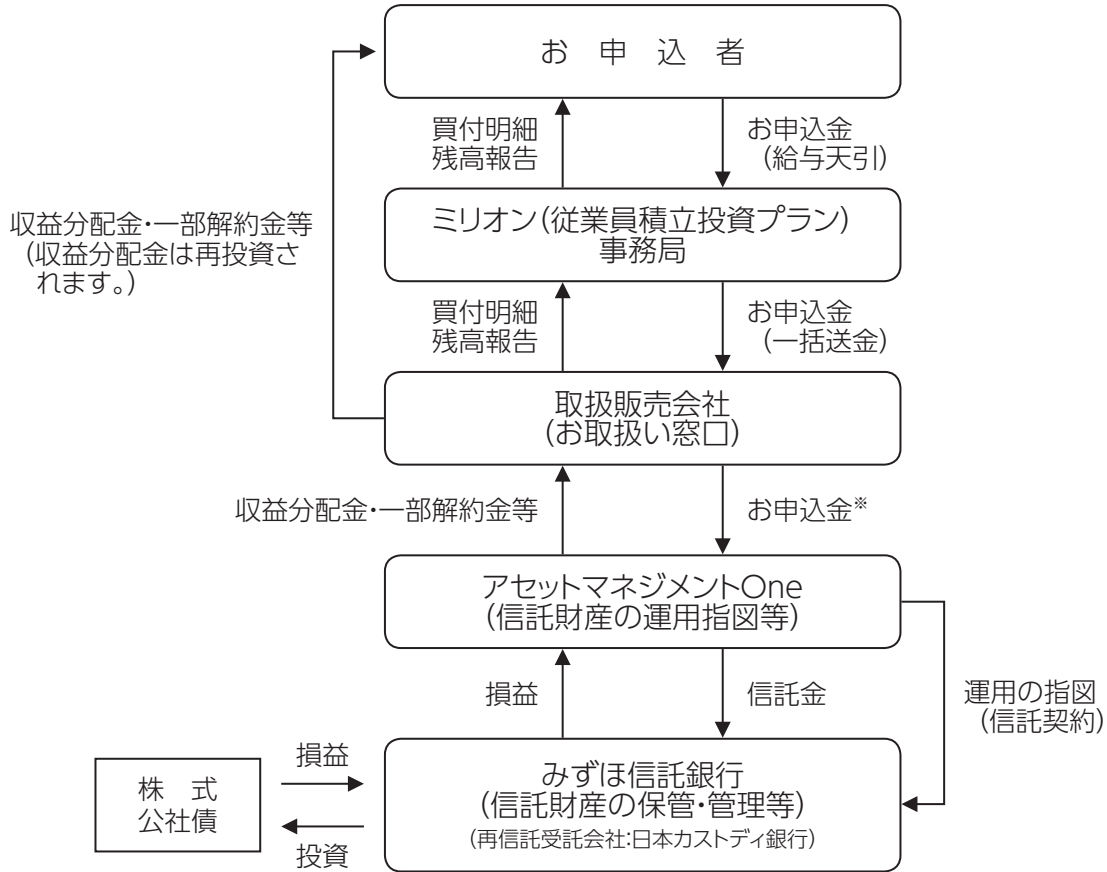 お 申 込 者
買付明細
残高報告
お申込金
(給与天引)
ミリオン(従業員積立投資プラン)
事務局
収益分配金・一部解約金等
(収益分配金は再投資さ
れます。)
買付明細
残高報告
お申込金
(一括送金)
取扱販売会社
(お取扱い窓口)
収益分配金・一部解約金等
お申込金※
アセットマネジメントOne
(信託財産の運用指図等)
損益
信託金
運用の指図
(信託契約)
損益
株 式
公社債
投資
みずほ信託銀行
(信託財産の保管・管理等)
(再信託受託会社:日本カストディ銀行)